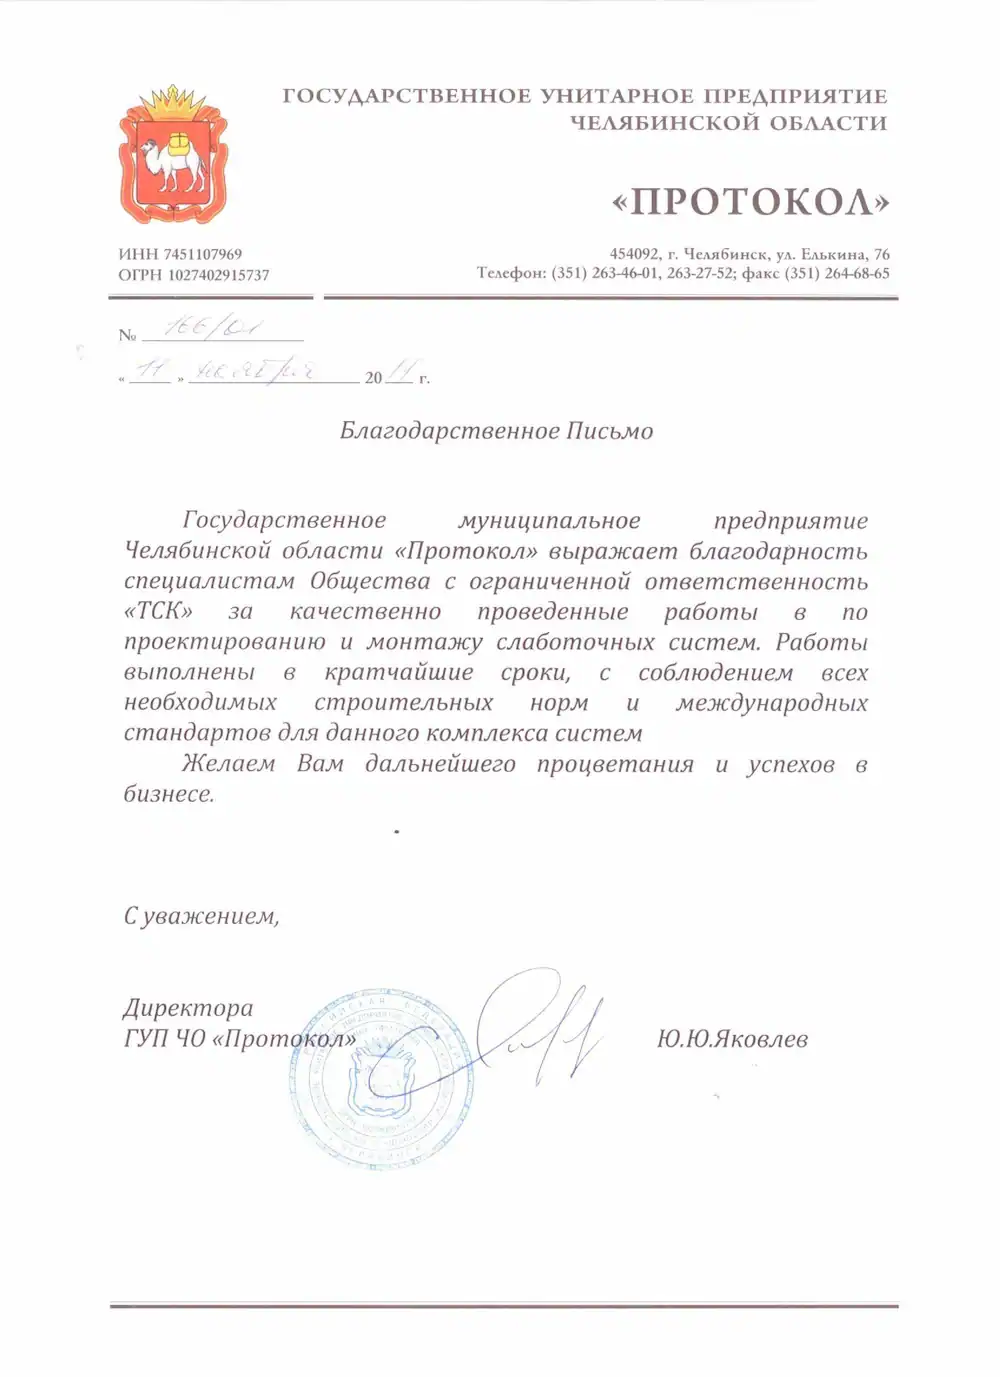 ГОСУДАРСТВЕННОЕ УНИТАРНОЕ ПРЕДПРИЯТИЕ
ЧЕЛЯБИНСКОЙ ОБЛАСТИ
«ПРОТОКОЛ»
ИНН 7451107969
ОГРН 1027402915737
454092, г. Челябинск, ул. Елькина, 76
Телефон: (351) 263-46-01, 263-27-52; факс (351) 264-68-65
№ 166/01
« 11 » 20 г.
Благодарственное Письмо
Государственное муниципальное предприятие
Челябинской области «Протокол» выражает благодарность
специалистам Общества с ограниченной ответственность
«ТСК» за качественно проведенные работы в по
проектированию и монтажу слаботочных систем. Работы
выполнены в кратчайшие сроки, с соблюдением всех
необходимых строительных норм и международных
стандартов для данного комплекса систем
Желаем Вам дальнейшего процветания и успехов в
бизнесе.
С уважением,
Директора
ГУП ЧО «Протокол»
Ю.Ю.Яковлев